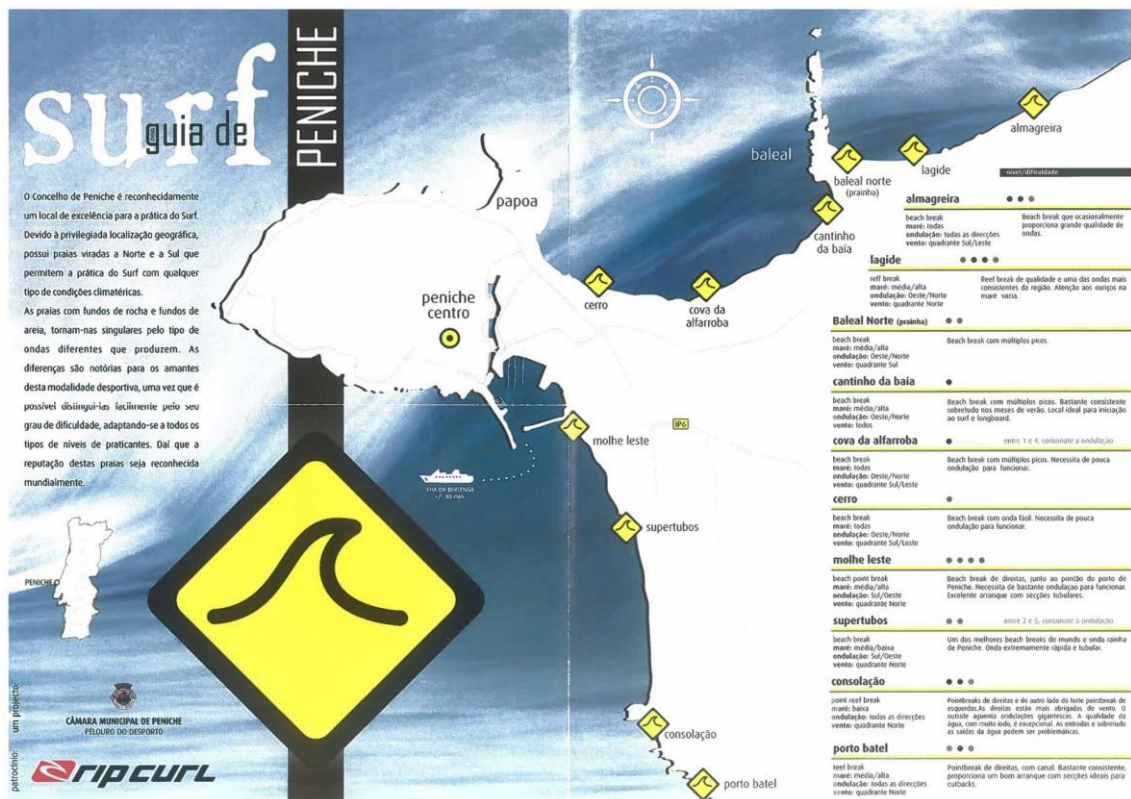 surf
guia de
PENICHE
O Concelho de Peniche é reconhecidamente
um local de excelência para a prática do Surf.
Devido à privilegiada localização geográfica,
possui praias viradas a Norte e a Sul que
permitem a prática do Surf com qualquer
tipo de condições climatéricas.
As praias com fundos de rocha e fundos de
areia, tornam-nas singulares pelo tipo de
ondas diferentes que produzem. As
diferenças são notórias para os amantes
desta modalidade desportiva, uma vez que é
possível distingui-las facilmente pelo seu
grau de dificuldade, adaptando-se a todos os
tipos de níveis de praticantes. Daí que a
reputação destas praias seja reconhecida
mundialmente.
PENICHE
um projecto:
CÂMARA MUNICIPAL DE PENICHE
PELOURO DO DESPORTO
patrocínio:
rip curl
papoa
peniche
centro
cerro
cova da
alfarroba
baleal
baleal norte
(prainha)
cantinho
da baía
lagide
almagreira
molhe leste
IP6
ILHA DA BERLENGA
+/- 40 min.
supertubos
consolação
porto batel
nível/dificuldade
almagreira
beach break
maré: todas
ondulação: todas as direcções
vento: quadrante Sul/Leste
Beach break que ocasionalmente
proporciona grande qualidade de
ondas.
lagide
reff break
maré: média/alta
ondulação: Oeste/Norte
vento: quadrante Norte
Reef break de qualidade e uma das ondas mais
consistentes da região. Atenção aos ouriços na
maré vazia.
Baleal Norte (prainha)
beach break
maré: média/alta
ondulação: Oeste/Norte
vento: quadrante Sul
Beach break com múltiplos picos.
cantinho da baía
beach break
maré: média/alta
ondulação: Oeste/Norte
vento: todos
Beach break com múltiplos picos. Bastante consistente
sobretudo nos meses de verão. Local ideal para iniciação
ao surf e longboard.
cova da alfarroba
entre 1 e 4, consonate a ondulação
beach break
maré: todas
ondulação: Oeste/Norte
vento: quadrante Sul/Leste
Beach break com múltiplos picos. Necessita de pouca
ondulação para funcionar.
cerro
beach break
maré: todas
ondulação: Oeste/Norte
vento: quadrante Sul/Leste
Beach break com onda fácil. Necessita de pouca
ondulação para funcionar.
molhe leste
beach point break
maré: média/alta
ondulação: Sul/Oeste
vento: quadrante Norte
Beach break de direitas, junto ao pontão do porto de
Peniche. Necessita de bastante ondulaçao para funcionar.
Excelente arranque com secções tubulares.
supertubos
entre 2 e 5, consonate a ondulação
beach break
maré: média/baixa
ondulação: Sul/Oeste
vento: quadrante Norte
Um dos melhores beach breaks do mundo e onda rainha
de Peniche. Onda extremamente rápida e tubular.
consolação
point reef break
maré: baixa
ondulação: todas as direcções
vento: quadrante Norte
Pointbreaks de direitas e do outro lado do forte pointbreak de
esquerdas.As direitas estão mais abrigadas do vento. O
outside aguenta ondulações gigantescas. A qualidade da
água, com muito iodo, é excepcional. As entradas e sobretudo
as saídas da água podem ser problemáticas.
porto batel
reef break
maré: média/alta
ondulação: todas as direcções
vento: quadrante Norte
Pointbreak de direitas, com canal. Bastante consistente,
proporciona um bom arranque com secções ideais para
cutbacks.